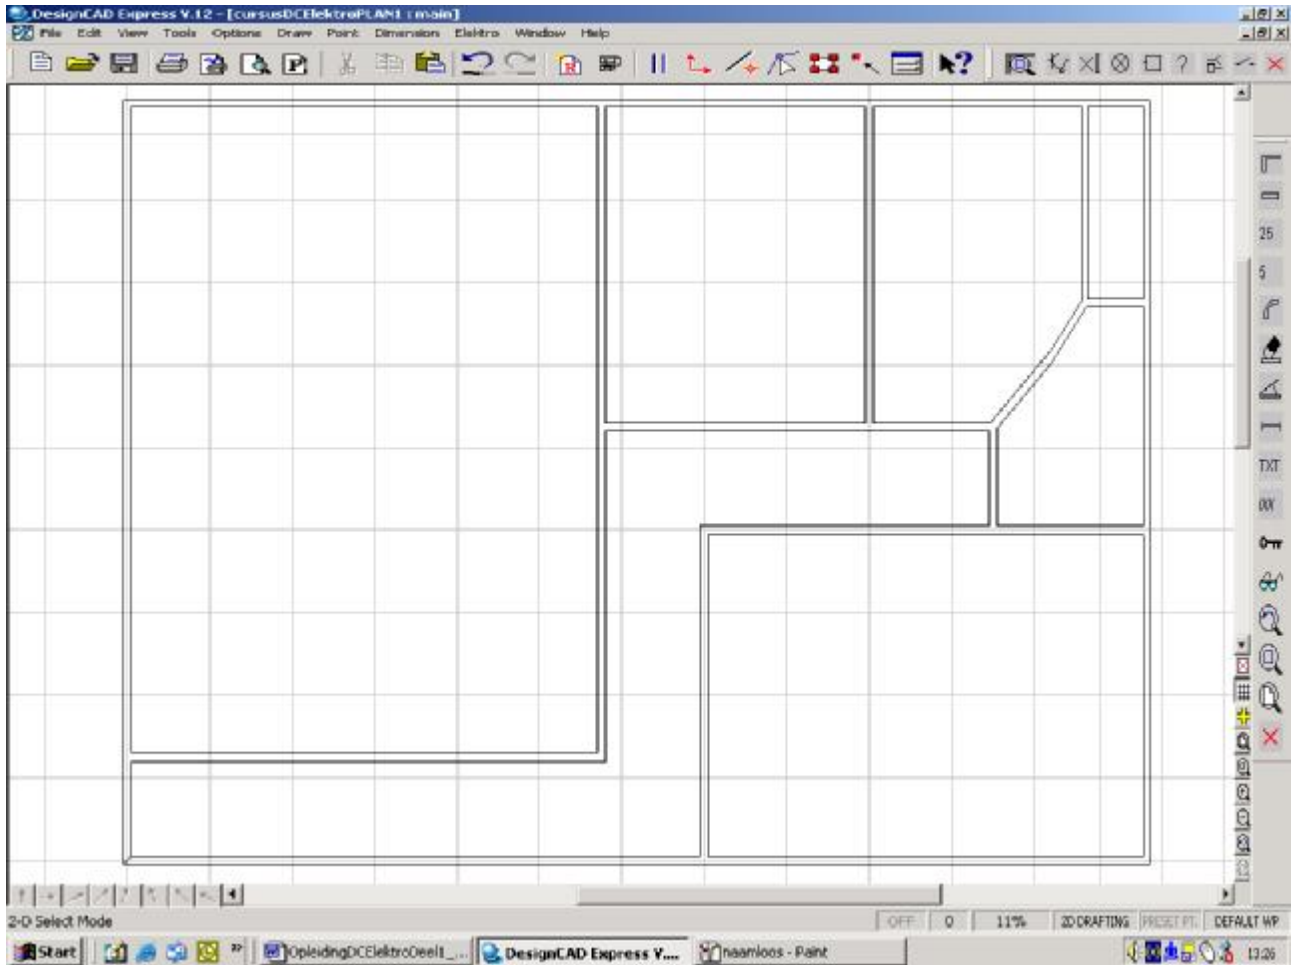 DesignCAD Express V.12 - [cursusDCElektroPLAN1 : main]
File Edit View Tools Options Draw Point Dimension Elektro Window Help
25
5
TXT
2-D Select Mode
OFF 0 11% 2D DRAFTING PRESET PT. DEFAULT WP
Start
OpleidingDCElektroDeel1_...
DesignCAD Express V....
naamloos - Paint
13:26